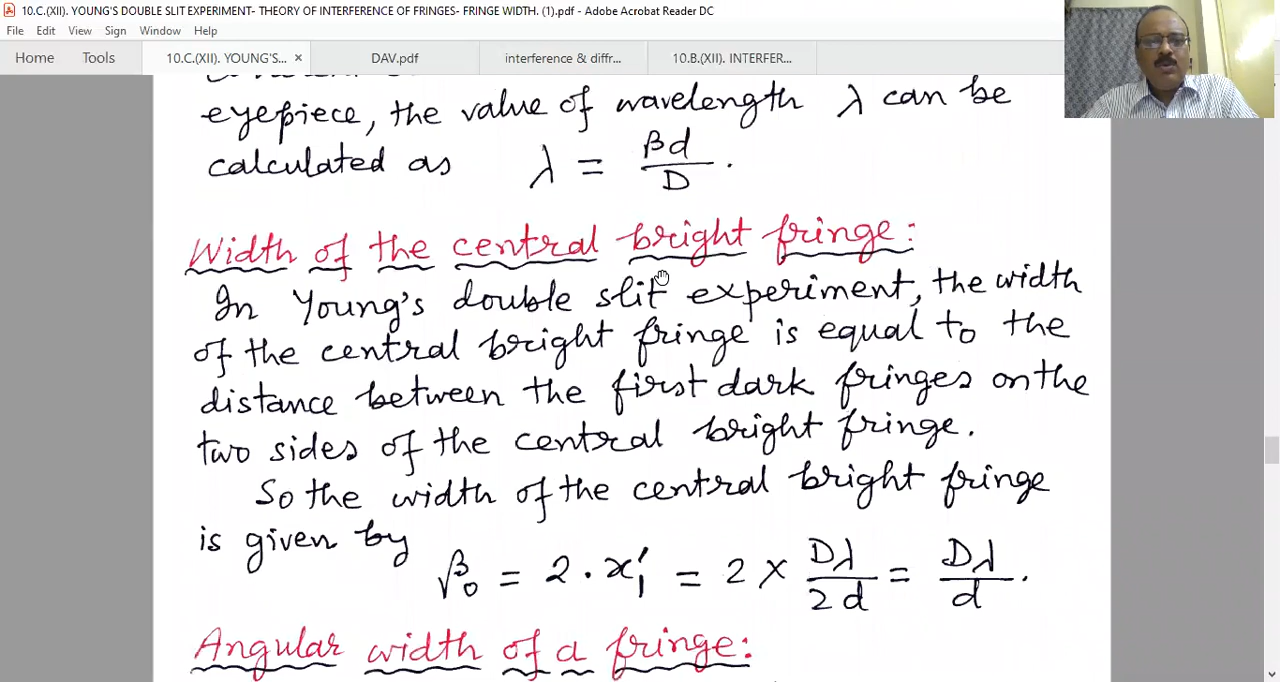 10.C.(XII). YOUNG'S DOUBLE SLIT EXPERIMENT- THEORY OF INTERFERENCE OF FRINGES- FRINGE WIDTH. (1).pdf - Adobe Acrobat Reader DC
File Edit View Sign Window Help
Home Tools 10.C.(XII). YOUNG'S... × DAV.pdf interference & diffr... 10.B.(XII). INTERFER...
eyepiece, the value of wavelength λ can be
calculated as λ = βd/D.
Width of the central bright fringe:
In Young's double slit experiment, the width
of the central bright fringe is equal to the
distance between the first dark fringes on the
two sides of the central bright fringe.
So the width of the central bright fringe
is given by
β₀ = 2 . x₁′ = 2 × Dλ/2d = Dλ/d.
Angular width of a fringe: